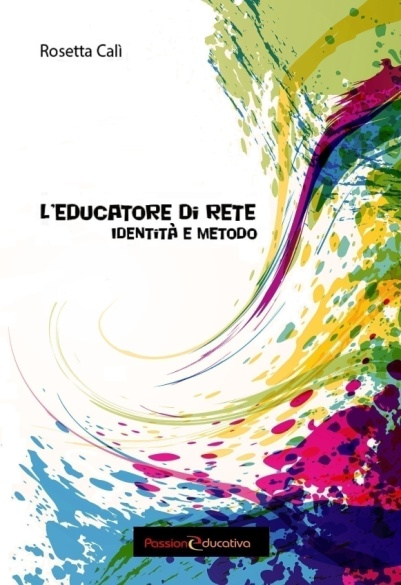 Rosetta Calì
L'EDUCATORE DI RETE
IDENTITÀ E METODO
PassionEducativa